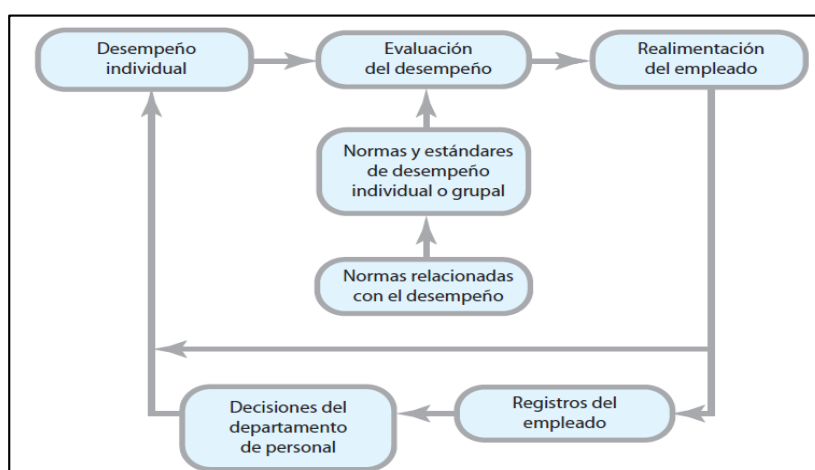 Desempeño
individual
Evaluación
del desempeño
Realimentación
del empleado
Normas y estándares
de desempeño
individual o grupal
Normas relacionadas
con el desempeño
Decisiones del
departamento
de personal
Registros del
empleado